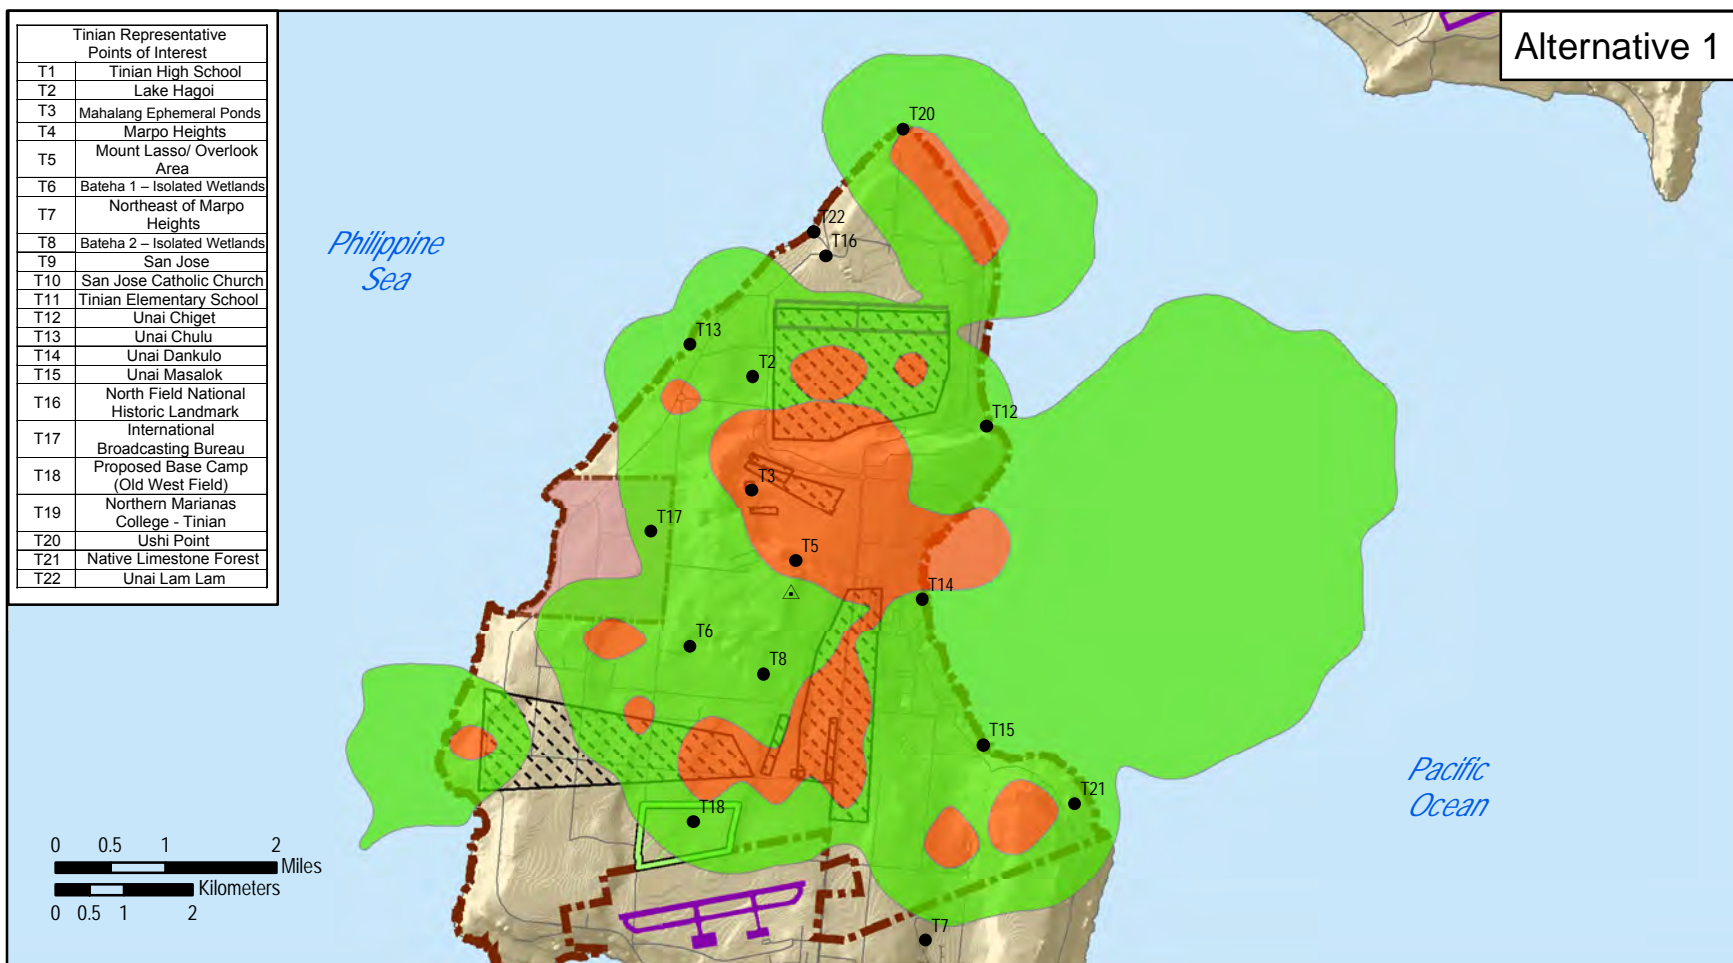 Tinian Representative
Points of Interest
T1 Tinian High School
T2 Lake Hagoi
T3 Mahalang Ephemeral Ponds
T4 Marpo Heights
T5 Mount Lasso/ Overlook
Area
T6 Bateha 1 – Isolated Wetlands
T7 Northeast of Marpo
Heights
T8 Bateha 2 – Isolated Wetlands
T9 San Jose
T10 San Jose Catholic Church
T11 Tinian Elementary School
T12 Unai Chiget
T13 Unai Chulu
T14 Unai Dankulo
T15 Unai Masalok
T16 North Field National
Historic Landmark
T17 International
Broadcasting Bureau
T18 Proposed Base Camp
(Old West Field)
T19 Northern Marianas
College - Tinian
T20 Ushi Point
T21 Native Limestone Forest
T22 Unai Lam Lam
Alternative 1
T20
T22
T16
Philippine
Sea
T13
T2
T12
T3
T17
T5
T14
T6
T8
T15
Pacific
Ocean
T21
T18
T7
0 0.5 1 2
Miles
Kilometers
0 0.5 1 2